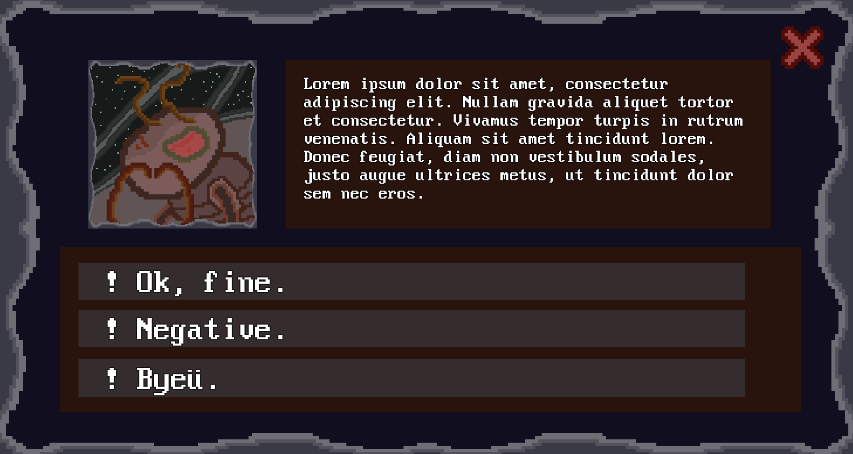 Lorem ipsum dolor sit amet, consectetur
adipiscing elit. Nullam gravida aliquet tortor
et consectetur. Vivamus tempor turpis in rutrum
venenatis. Aliquam sit amet tincidunt lorem.
Donec feugiat, diam non vestibulum sodales,
justo augue ultrices metus, ut tincidunt dolor
sem nec eros.
! Ok, fine.
! Negative.
! Byeü.